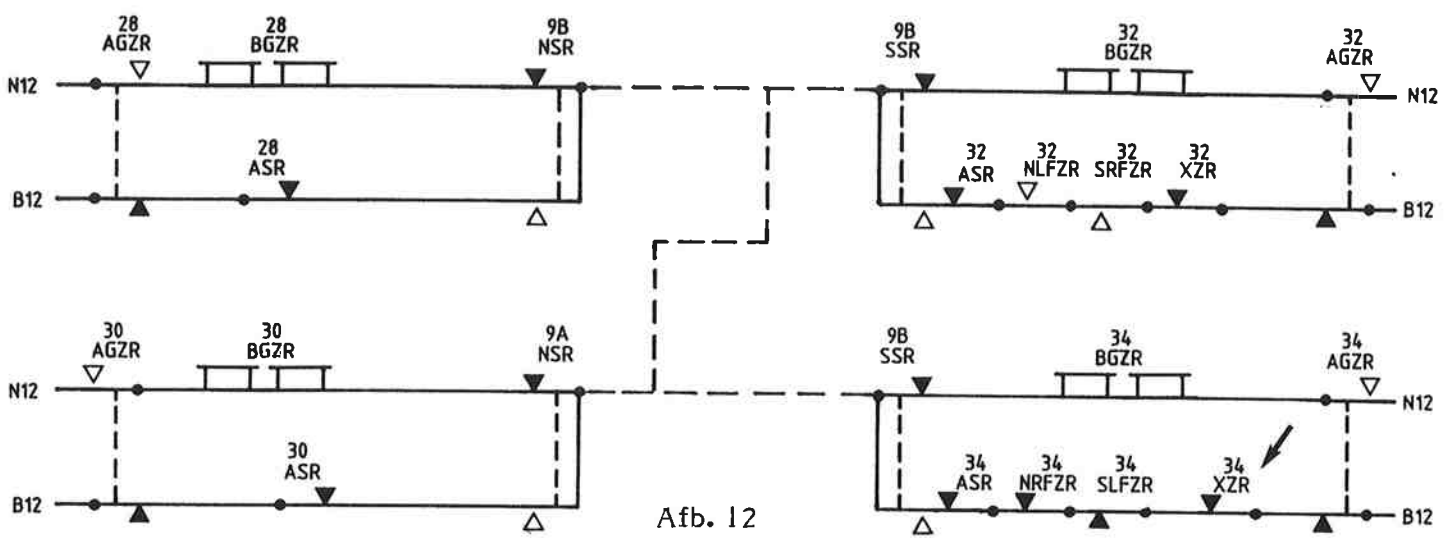 28
AGZR
28
BGZR
9B
NSR
9B
SSR
32
BGZR
32
AGZR
N12
N12
28
ASR
32
ASR
32
NLFZR
32
SRFZR
32
XZR
B12
B12
30
AGZR
30
BGZR
9A
NSR
9B
SSR
34
BGZR
34
AGZR
N12
N12
30
ASR
34
ASR
34
NRFZR
34
SLFZR
34
XZR
B12
Afb. 12
B12